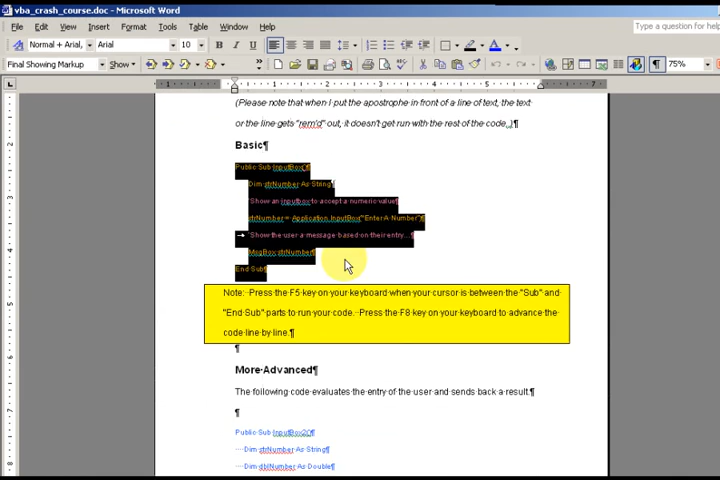 vba_crash_course.doc - Microsoft Word
File Edit View Insert Format Tools Table Window Help
Type a question for help
Normal + Arial, Arial 10 B I U
Final Showing Markup Show 75%
(Please·note·that·when·I·put·the·apostrophe·in·front·of·a·line·of·text,·the·text·
or·the·line·gets·"rem'd"·out,·it·doesn't·get·run·with·the·rest·of·the·code.,)¶
Basic¶
Public·Sub·InputBox()¶
Dim·strNumber·As·String¶
'Show·an·inputbox·to·accept·a·numeric·value¶
strNumber·=·Application.InputBox("Enter·A·Number")¶
'Show·the·user·a·message·based·on·their·entry...¶
MsgBox·strNumber¶
End·Sub¶
Note:··Press·the·F5·key·on·your·keyboard·when·your·cursor·is·between·the·"Sub"·and·
"End·Sub"·parts·to·run·your·code.··Press·the·F8·key·on·your·keyboard·to·advance·the·
code·line·by·line.¶
¶
More·Advanced¶
The·following·code·evaluates·the·entry·of·the·user·and·sends·back·a·result.¶
¶
Public·Sub·InputBox2()¶
···Dim·strNumber·As·String¶
···Dim·dblNumber·As·Double¶